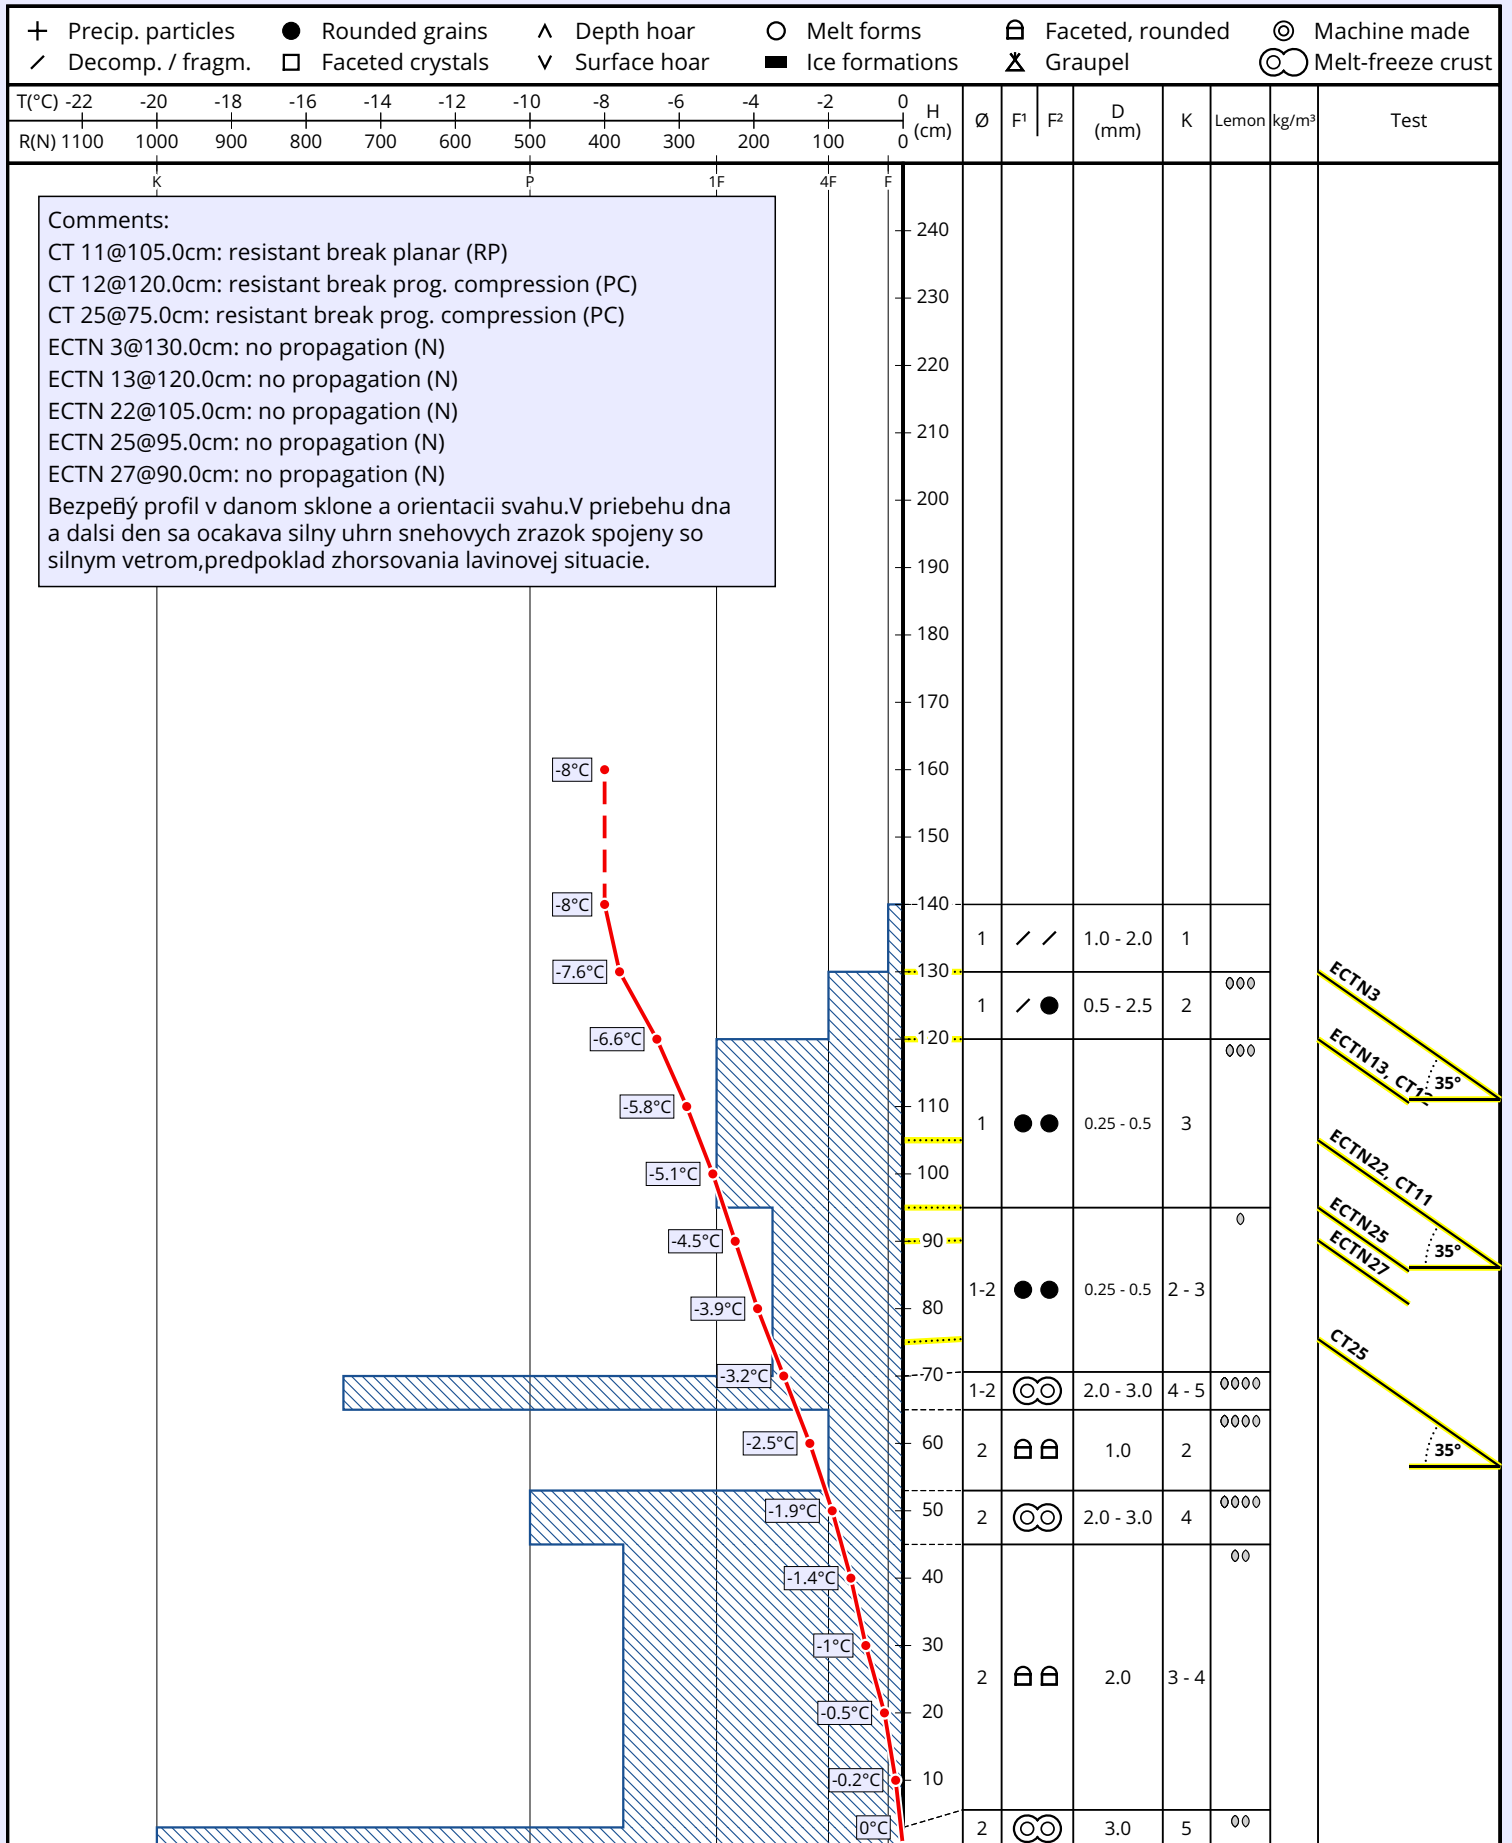 Precip. particles Rounded grains Depth hoar Melt forms Faceted, rounded Machine made
Decomp. / fragm. Faceted crystals Surface hoar Ice formations Graupel Melt-freeze crust
T(°C) -22 -20 -18 -16 -14 -12 -10 -8 -6 -4 -2 0
R(N) 1100 1000 900 800 700 600 500 400 300 200 100 0
H (cm) Ø F¹ F² D (mm) K Lemon kg/m³ Test
K P 1F 4F F
Comments:
CT 11@105.0cm: resistant break planar (RP)
CT 12@120.0cm: resistant break prog. compression (PC)
CT 25@75.0cm: resistant break prog. compression (PC)
ECTN 3@130.0cm: no propagation (N)
ECTN 13@120.0cm: no propagation (N)
ECTN 22@105.0cm: no propagation (N)
ECTN 25@95.0cm: no propagation (N)
ECTN 27@90.0cm: no propagation (N)
profil v danom sklone a orientacii svahu.V priebehu dna
a dalsi den sa ocakava silny uhrn snehovych zrazok spojeny so
silnym vetrom,predpoklad zhorsovania lavinovej situacie.
240
230
220
210
200
190
180
170
-8°C 160
150
-8°C 140
1 1.0 - 2.0 1
-7.6°C 130 ECTN3
1 0.5 - 2.5 2
-6.6°C 120 ECTN13,
35°
-5.8°C 110
1 0.25 - 0.5 3
ECTN22, CT11
-5.1°C 100
ECTN25
-4.5°C 90 35°
ECTN27
1-2 0.25 - 0.5 2 - 3
-3.9°C 80
CT25
-3.2°C 70
1-2 2.0 - 3.0 4 - 5
-2.5°C 60
2 1.0 2 35°
-1.9°C 50
2 2.0 - 3.0 4
-1.4°C 40
-1°C 30
2 2.0 3 - 4
-0.5°C 20
-0.2°C 10
0°C 2 3.0 5